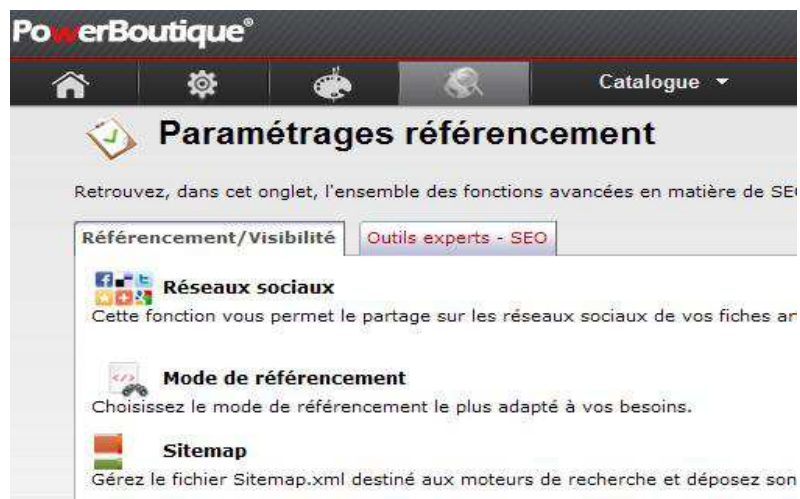 PowerBoutique®
Catalogue
Paramétrages référencement
Retrouvez, dans cet onglet, l'ensemble des fonctions avancées en matière de SE
Référencement/Visibilité
Outils experts - SEO
Réseaux sociaux
Cette fonction vous permet le partage sur les réseaux sociaux de vos fiches ar
Mode de référencement
Choisissez le mode de référencement le plus adapté à vos besoins.
Sitemap
Gérez le fichier Sitemap.xml destiné aux moteurs de recherche et déposez son